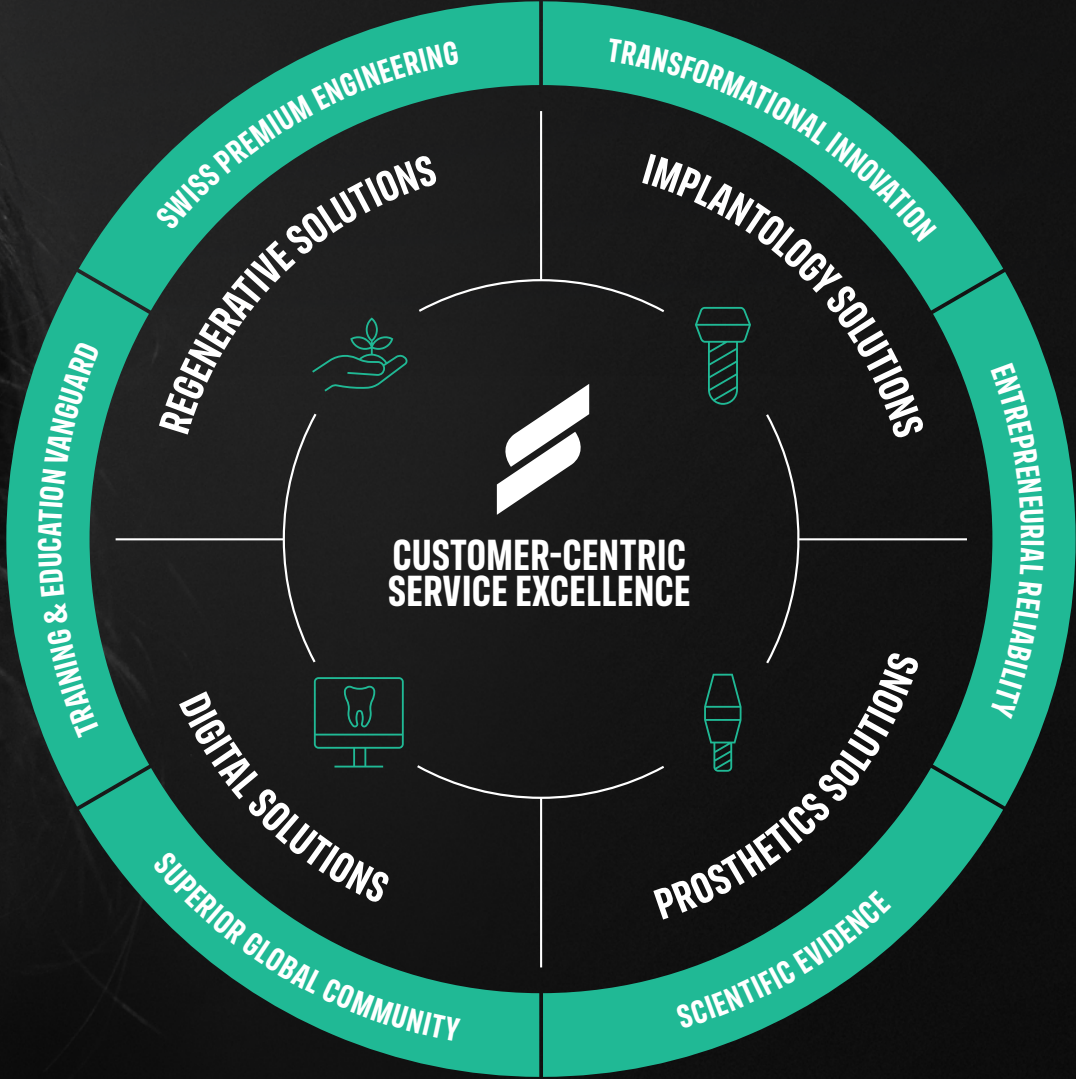 SWISS PREMIUM ENGINEERING
TRANSFORMATIONAL INNOVATION
REGENERATIVE SOLUTIONS
IMPLANTOLOGY SOLUTIONS
TRAINING & EDUCATION VANGUARD
ENTREPRENEURIAL RELIABILITY
CUSTOMER-CENTRIC
SERVICE EXCELLENCE
DIGITAL SOLUTIONS
PROSTHETICS SOLUTIONS
SUPERIOR GLOBAL COMMUNITY
SCIENTIFIC EVIDENCE